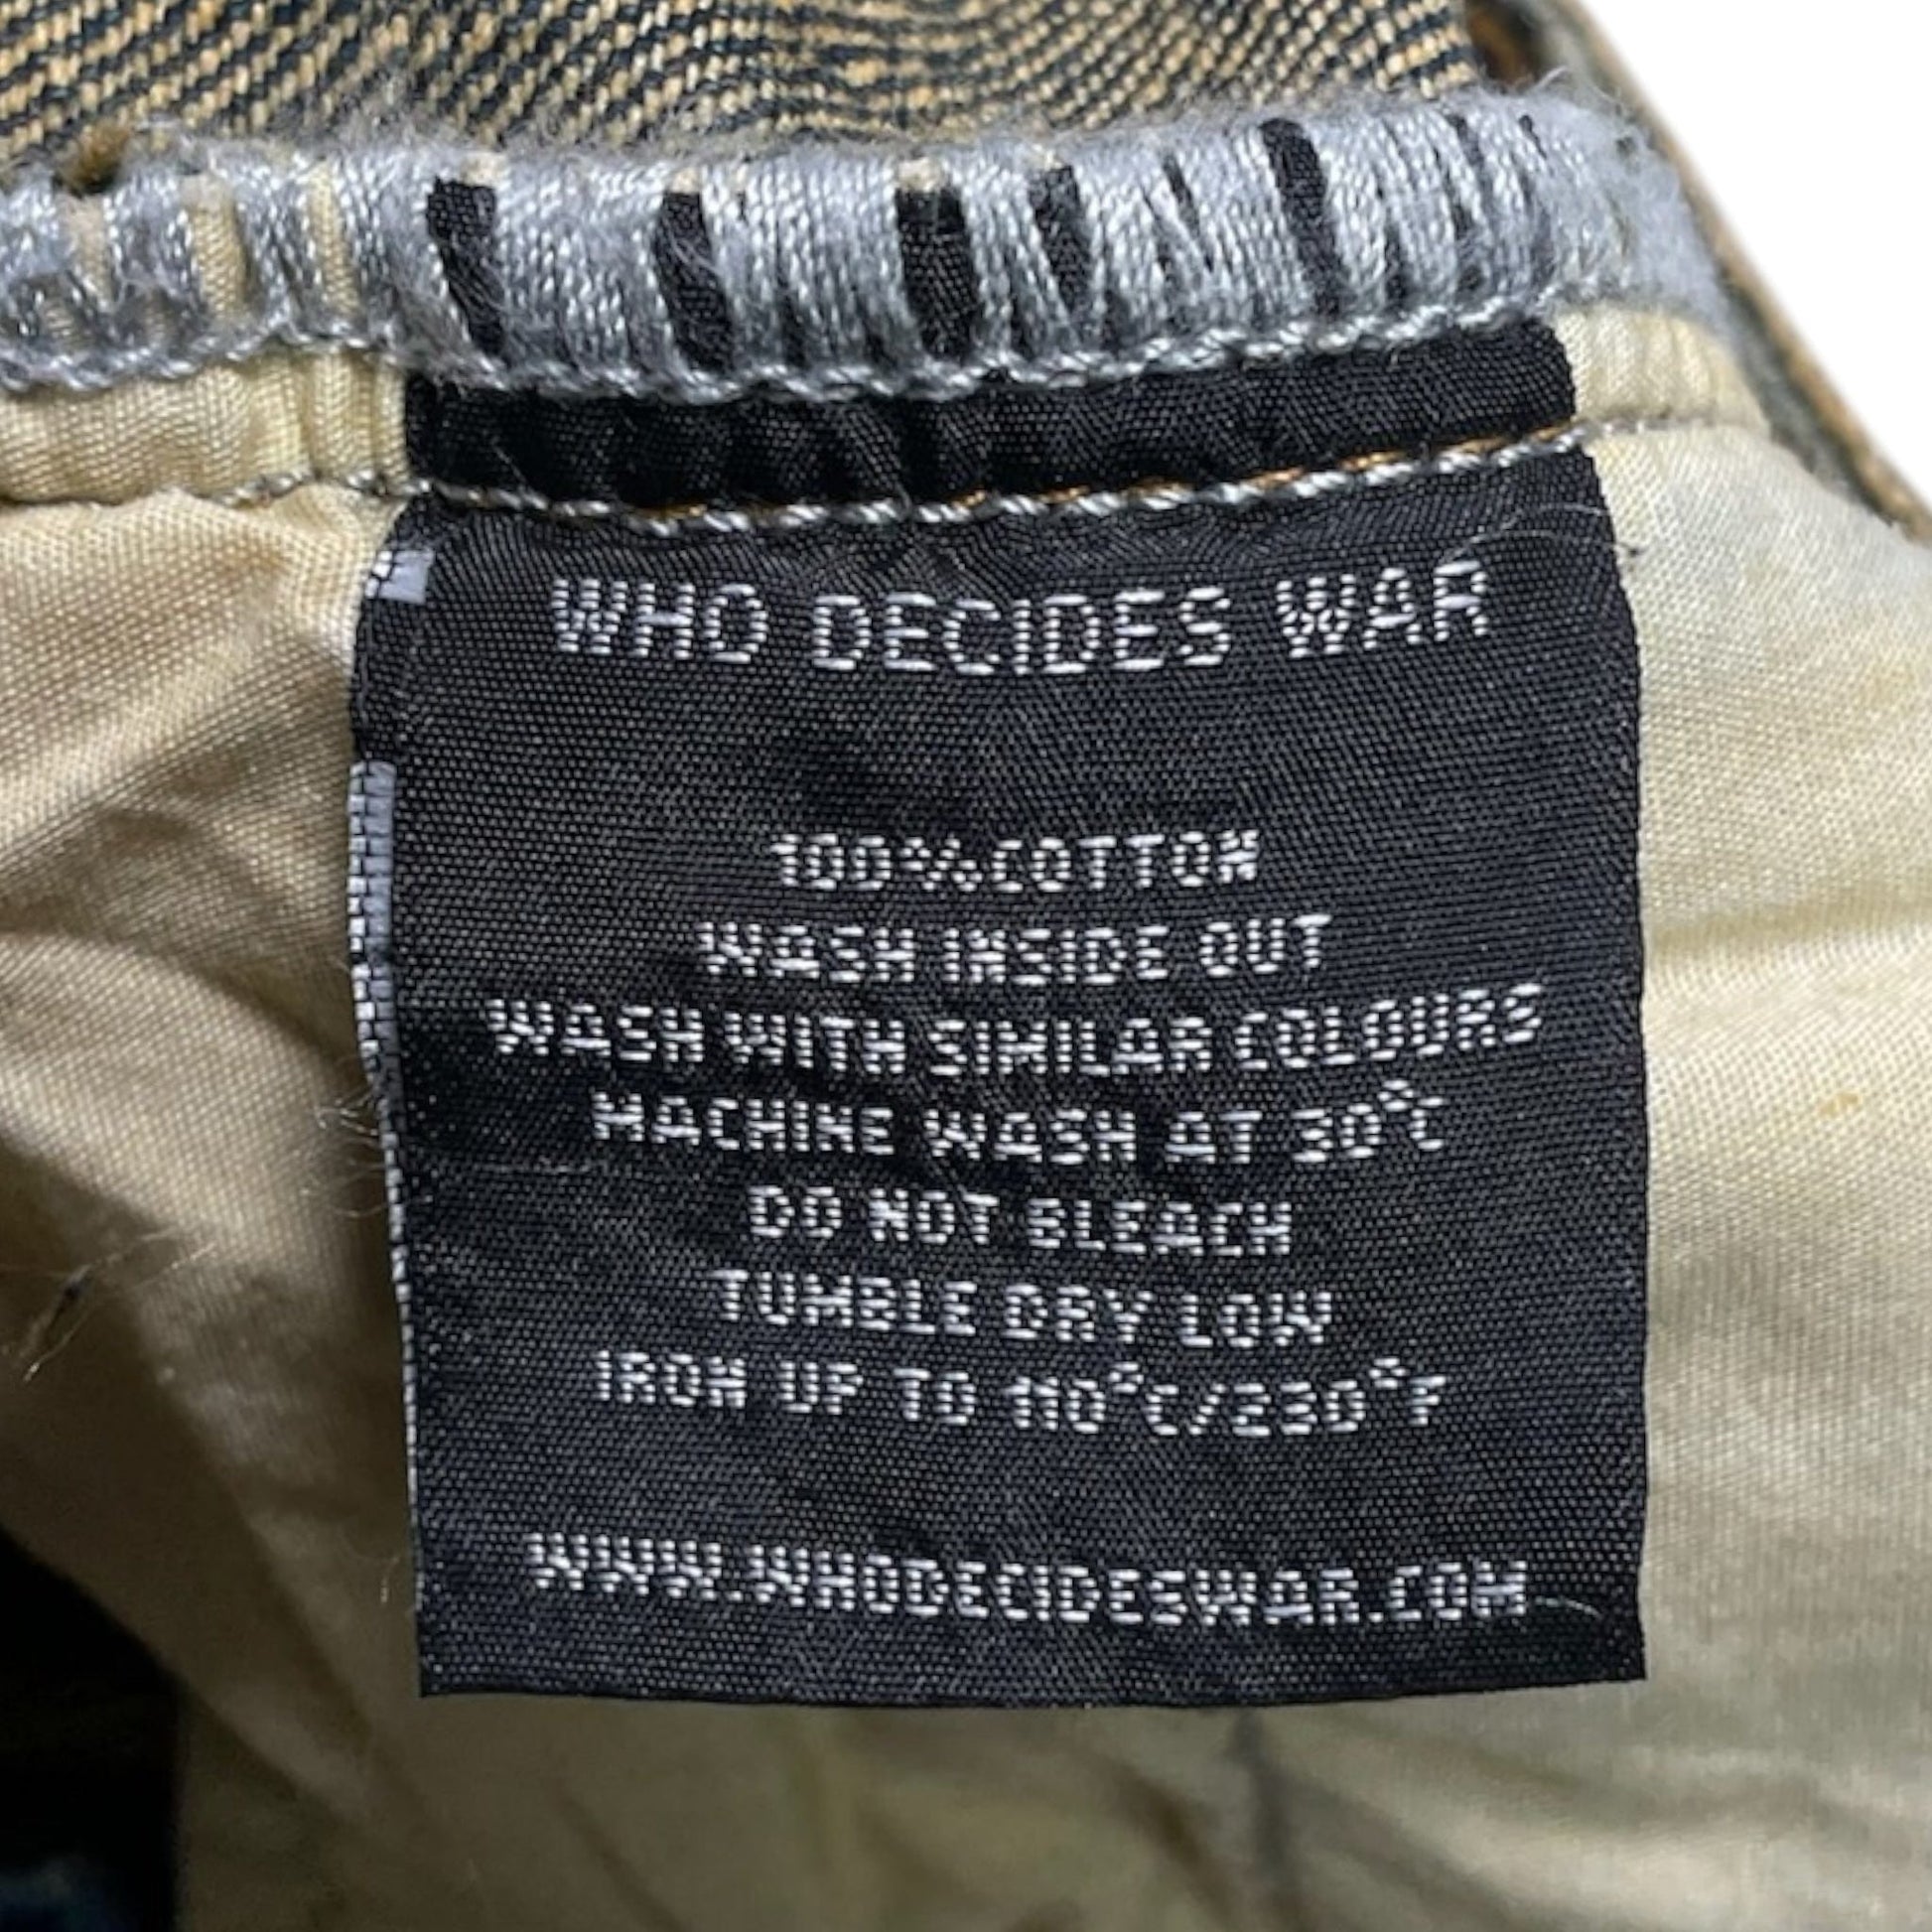 WHO DECIDES WAR
100%COTTON
WASH INSIDE OUT
WASH WITH SIMILAR COLOURS
MACHINE WASH AT 30°C
DO NOT BLEACH
TUMBLE DRY LOW
IRON UP TO 110°C/230°F
WWW.WHODECIDESWAR.COM